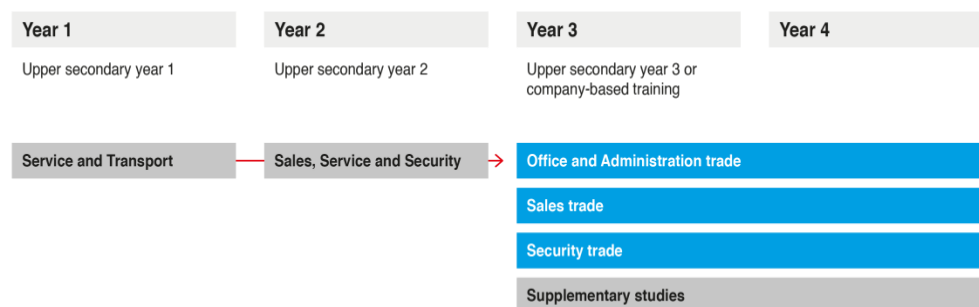 Year 1
Year 2
Year 3
Year 4
Upper secondary year 1
Upper secondary year 2
Upper secondary year 3 or
company-based training
Service and Transport
Sales, Service and Security
Office and Administration trade
Sales trade
Security trade
Supplementary studies